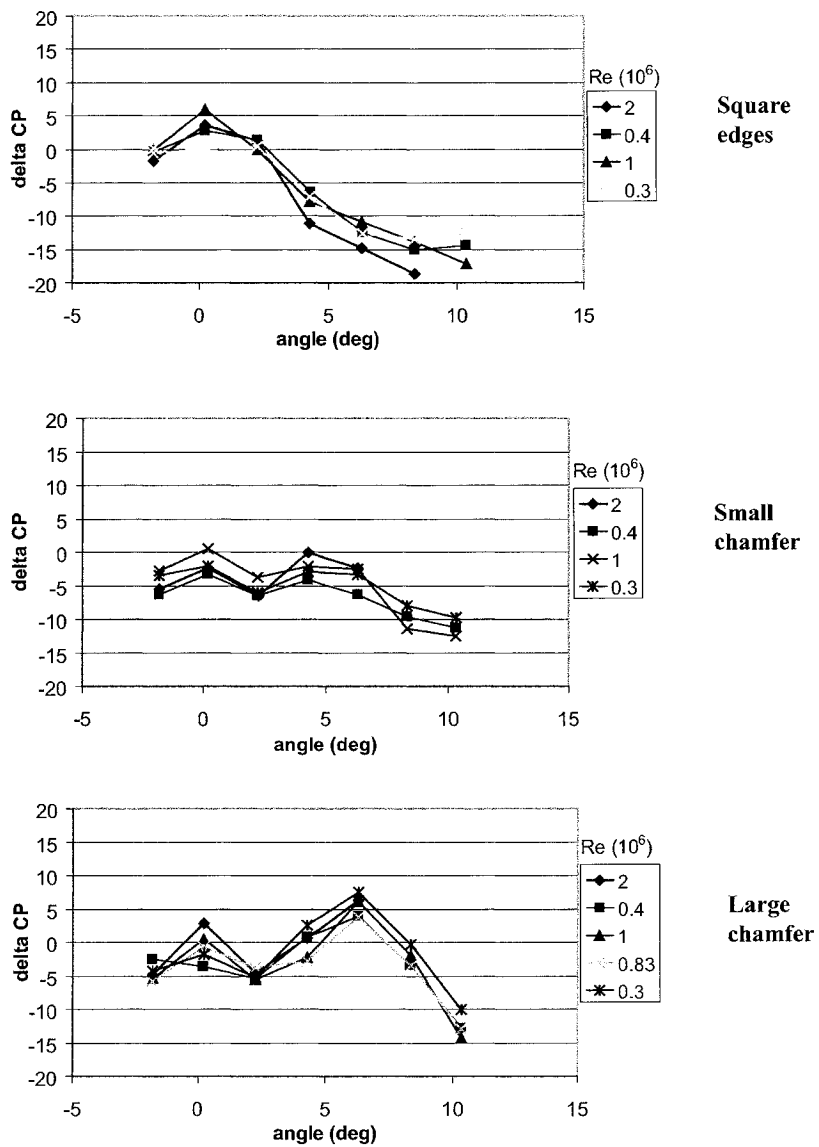 20
15
10
5
0
-5
-10
-15
-20
delta CP
-5 0 5 10 15
angle (deg)
Re (10⁶)
2
0.4
1
0.3
Square
edges
20
15
10
5
0
-5
-10
-15
-20
delta CP
-5 0 5 10 15
angle (deg)
Re (10⁶)
2
0.4
1
0.3
Small
chamfer
20
15
10
5
0
-5
-10
-15
-20
delta CP
-5 0 5 10 15
angle (deg)
Re (10⁶)
2
0.4
1
0.83
0.3
Large
chamfer